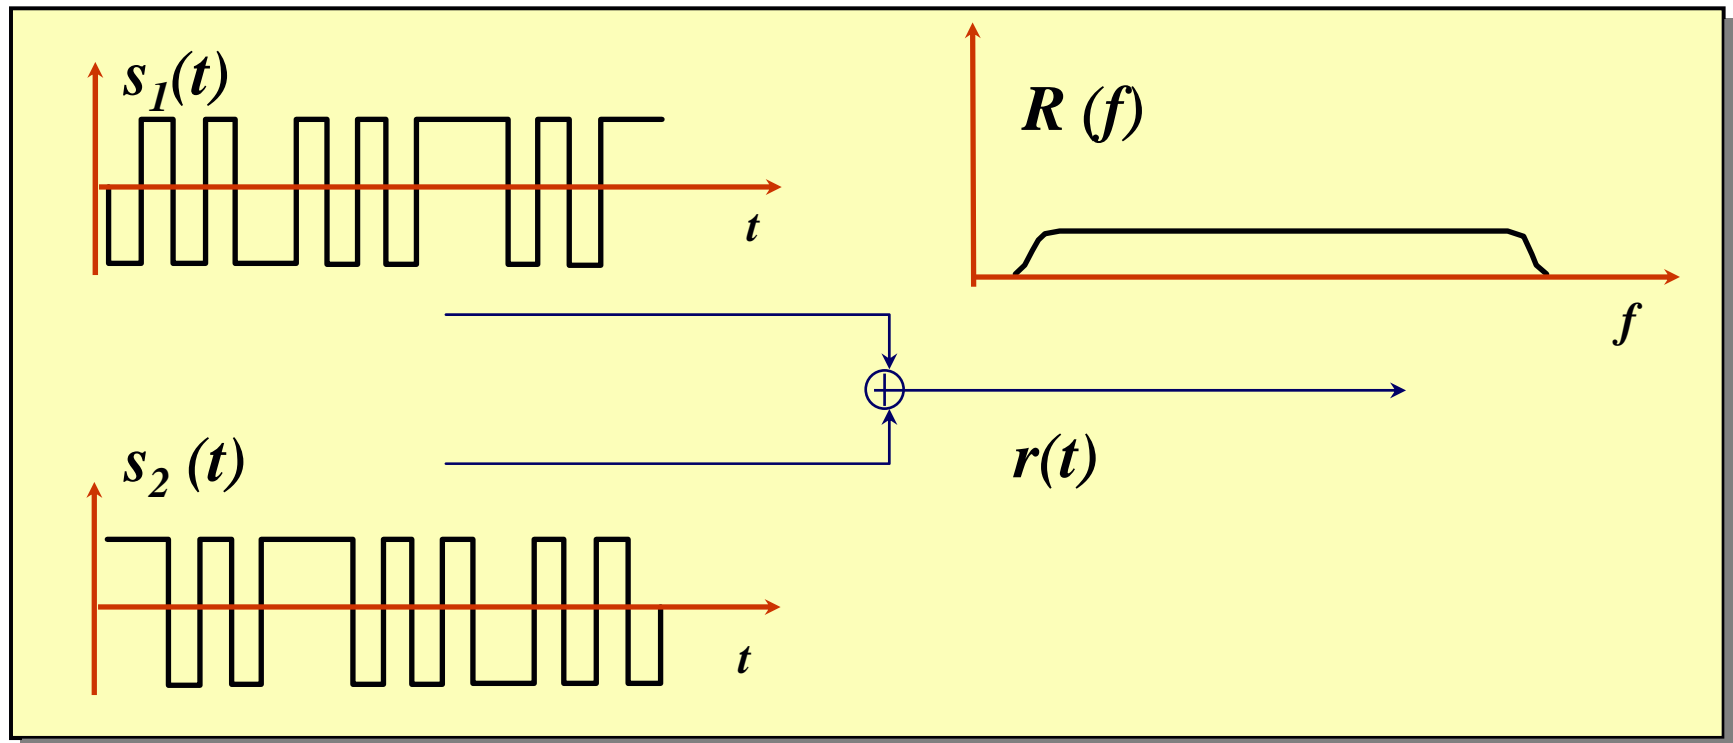 s1(t)
t
R (f)
f
r(t)
s2 (t)
t